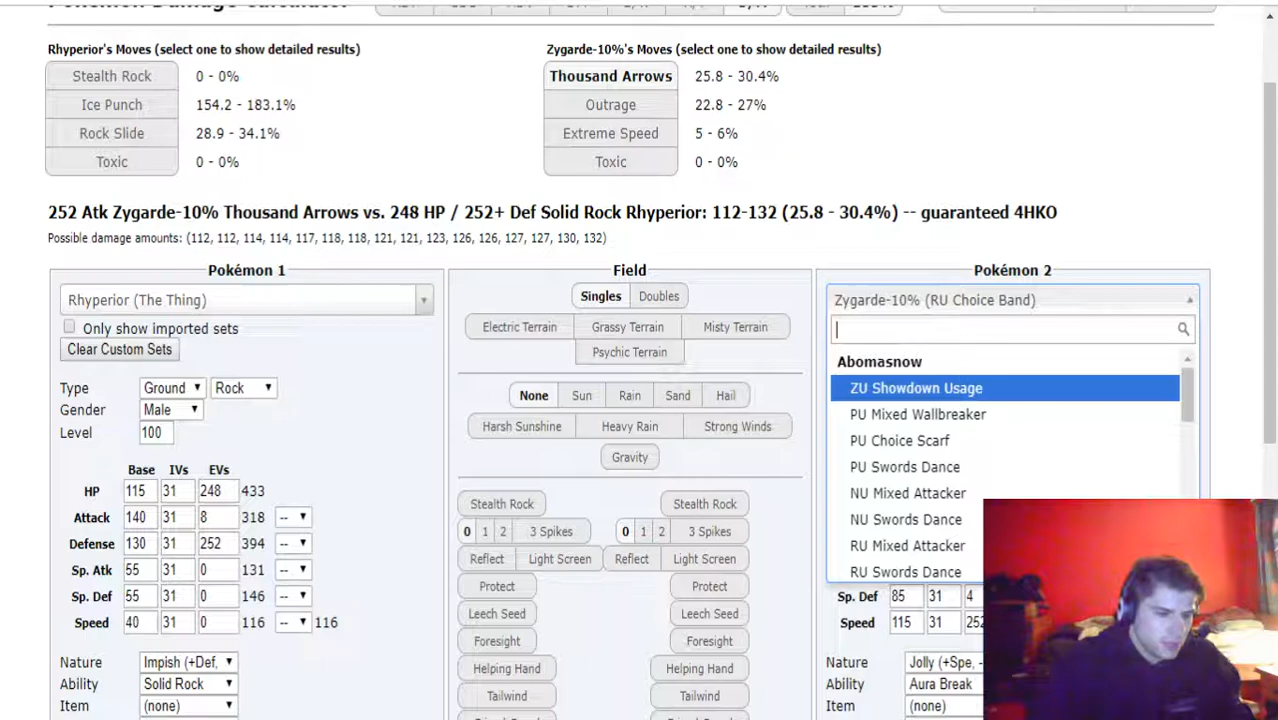 Rhyperior's Moves (select one to show detailed results)
Stealth Rock 0 - 0%
Ice Punch 154.2 - 183.1%
Rock Slide 28.9 - 34.1%
Toxic 0 - 0%
Zygarde-10%'s Moves (select one to show detailed results)
Thousand Arrows 25.8 - 30.4%
Outrage 22.8 - 27%
Extreme Speed 5 - 6%
Toxic 0 - 0%
252 Atk Zygarde-10% Thousand Arrows vs. 248 HP / 252+ Def Solid Rock Rhyperior: 112-132 (25.8 - 30.4%) -- guaranteed 4HKO
Possible damage amounts: (112, 112, 114, 114, 117, 118, 118, 121, 121, 123, 126, 126, 127, 127, 130, 132)
Pokémon 1
Rhyperior (The Thing)
Only show imported sets
Clear Custom Sets
Type Ground Rock
Gender Male
Level 100
Base IVs EVs
HP 115 31 248 433
Attack 140 31 8 318 --
Defense 130 31 252 394 --
Sp. Atk 55 31 0 131 --
Sp. Def 55 31 0 146 --
Speed 40 31 0 116 -- 116
Nature Impish (+Def,
Ability Solid Rock
Item (none)
Field
Singles Doubles
Electric Terrain Grassy Terrain Misty Terrain
Psychic Terrain
None Sun Rain Sand Hail
Harsh Sunshine Heavy Rain Strong Winds
Gravity
Stealth Rock Stealth Rock
0 1 2 3 Spikes 0 1 2 3 Spikes
Reflect Light Screen Reflect Light Screen
Protect Protect
Leech Seed Leech Seed
Foresight Foresight
Helping Hand Helping Hand
Tailwind Tailwind
Pokémon 2
Zygarde-10% (RU Choice Band)
Abomasnow
ZU Showdown Usage
PU Mixed Wallbreaker
PU Choice Scarf
PU Swords Dance
NU Mixed Attacker
NU Swords Dance
RU Mixed Attacker
RU Swords Dance
Sp. Def 85 31 4
Speed 115 31 252
Nature Jolly (+Spe, -
Ability Aura Break
Item (none)